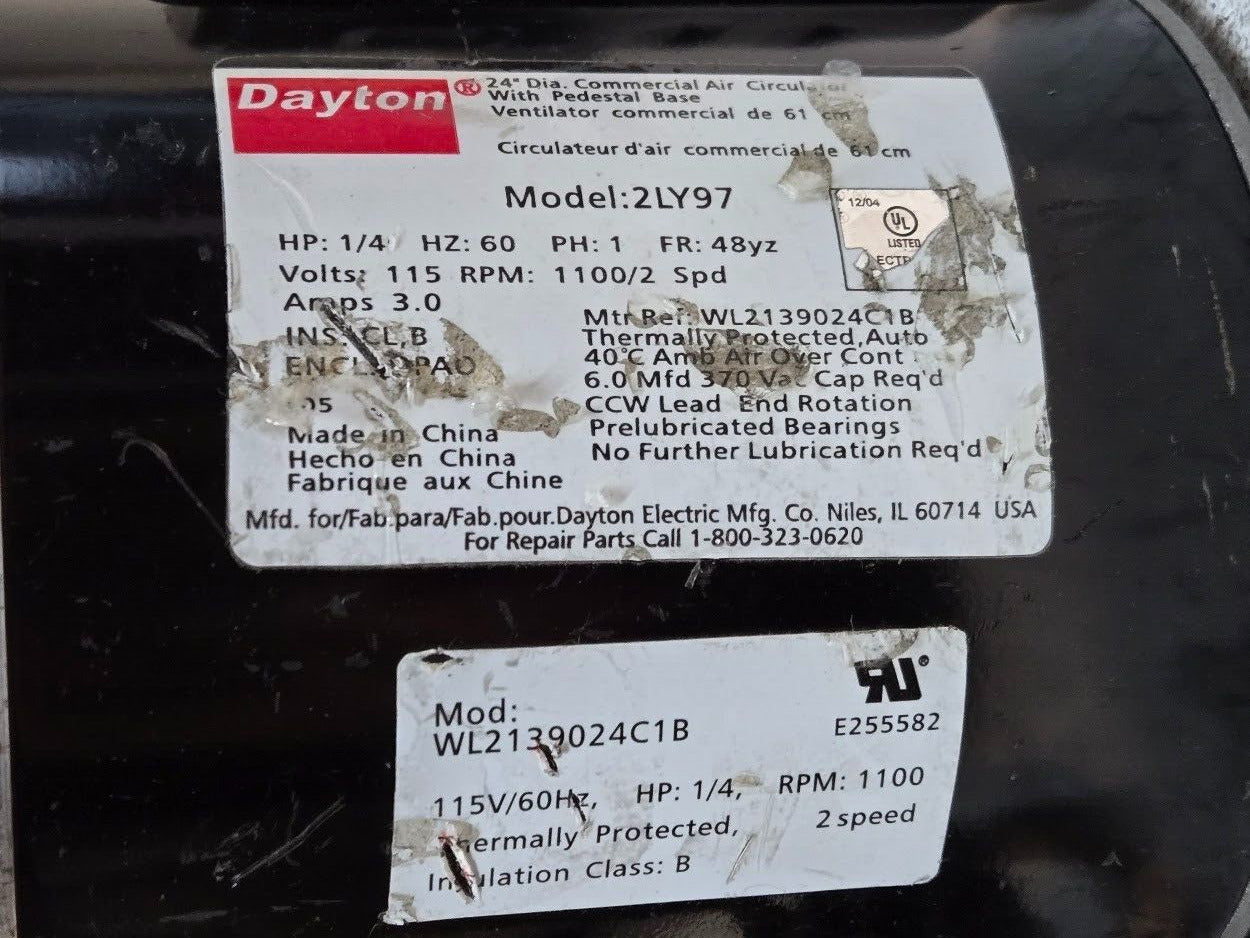 Dayton ®
24" Dia. Commercial Air
With Pedestal Base
Ventilator commercial de 61 cm
Circulateur d'air commercial de 61 cm
Model:2LY97
12/04
UL
LISTED
HP: 1/4 HZ: 60 PH: 1 FR: 48yz
Volts: 115 RPM: 1100/2 Spd
Amps 3.0
INS. CL,B
Mtr Ref: WL2139024C1B
Thermally Protected,Auto
40°C Amb Air Over Cont
6.0 Mfd 370 Vac Cap Req'd
CCW Lead End Rotation
Prelubricated Bearings
No Further Lubrication Req'd
Made in China
Hecho en China
Fabrique aux Chine
Mfd. for/Fab.para/Fab.pour.Dayton Electric Mfg. Co. Niles, IL 60714 USA
For Repair Parts Call 1-800-323-0620
Mod:
WL2139024C1B
RU®
E255582
115V/60Hz, HP: 1/4, RPM: 1100
Thermally Protected, 2 speed
Insulation Class: B